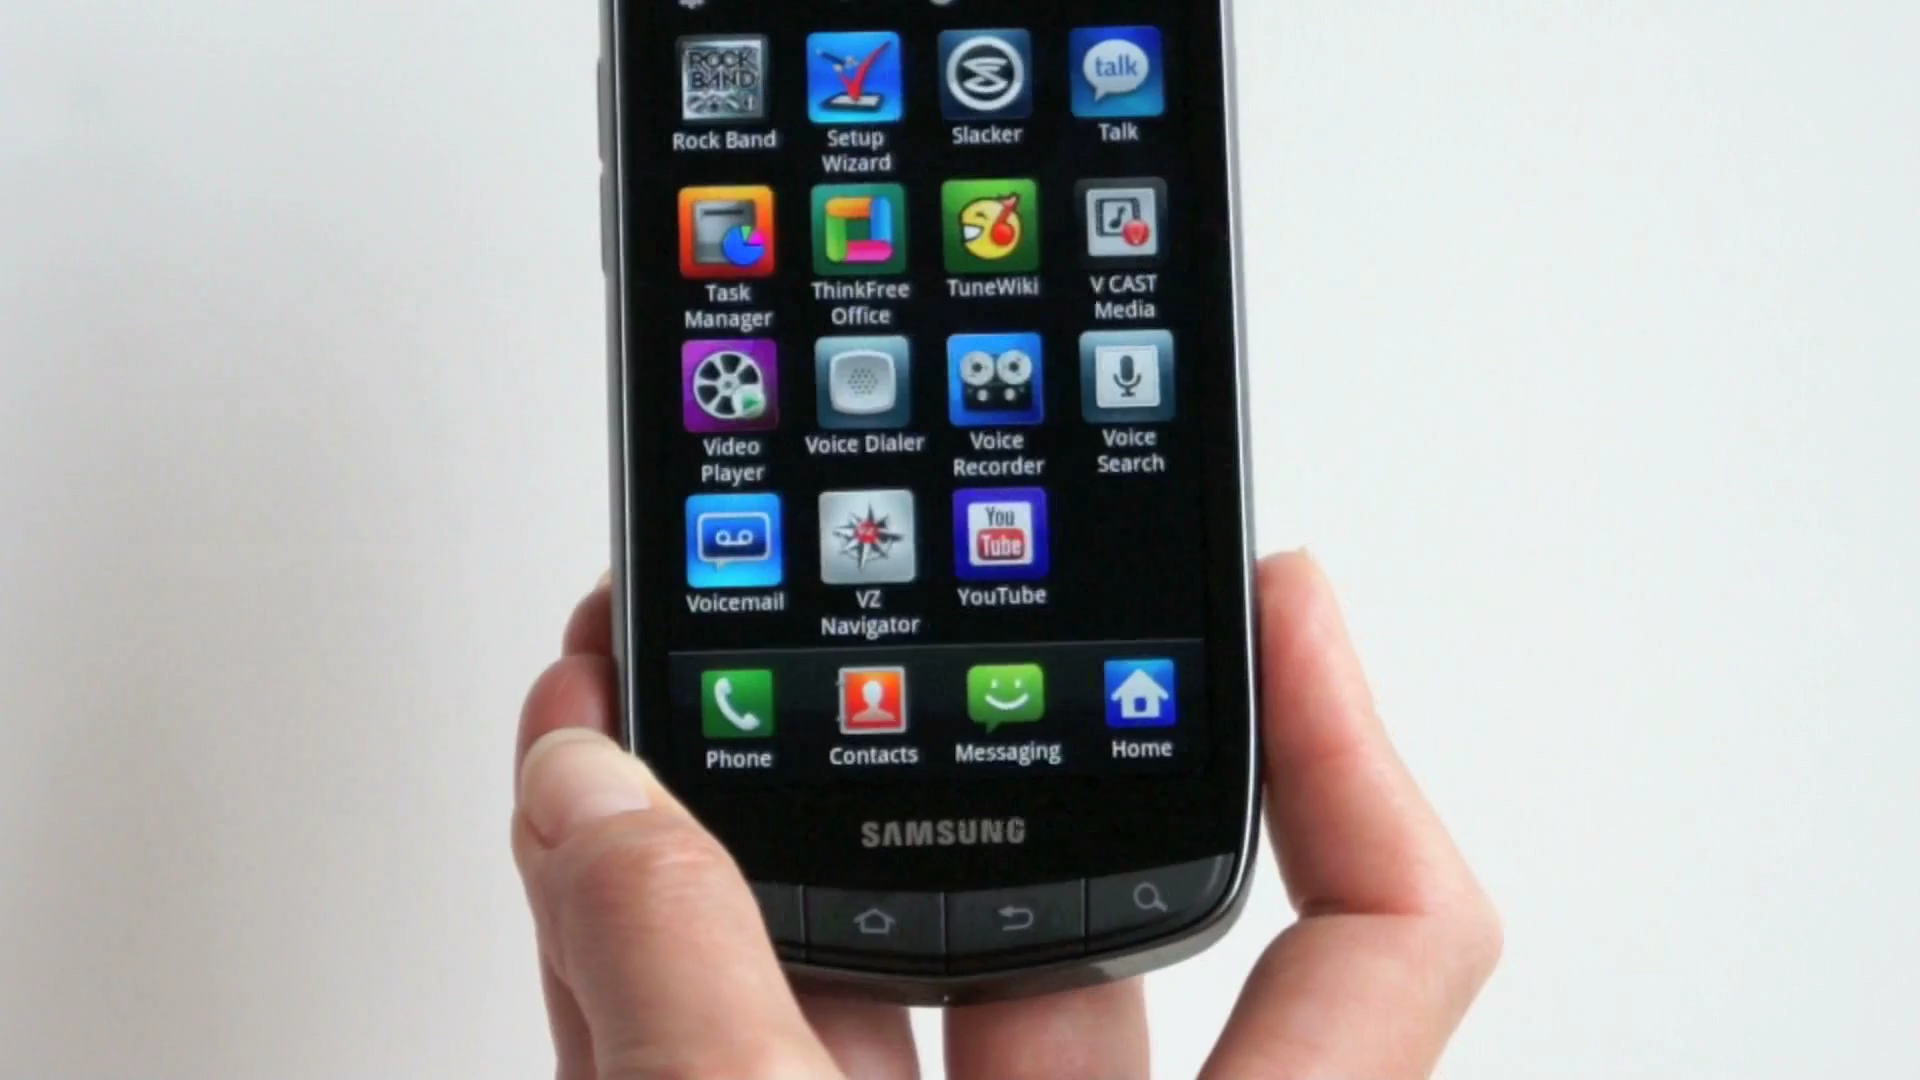 ROCK
BAND
talk
Rock Band
Setup
Wizard
Slacker
Talk
Task
Manager
ThinkFree
Office
TuneWiki
V CAST
Media
Video
Player
Voice Dialer
Voice
Recorder
Voice
Search
You
Tube
Voicemail
VZ
Navigator
YouTube
Phone
Contacts
Messaging
Home
SAMSUNG